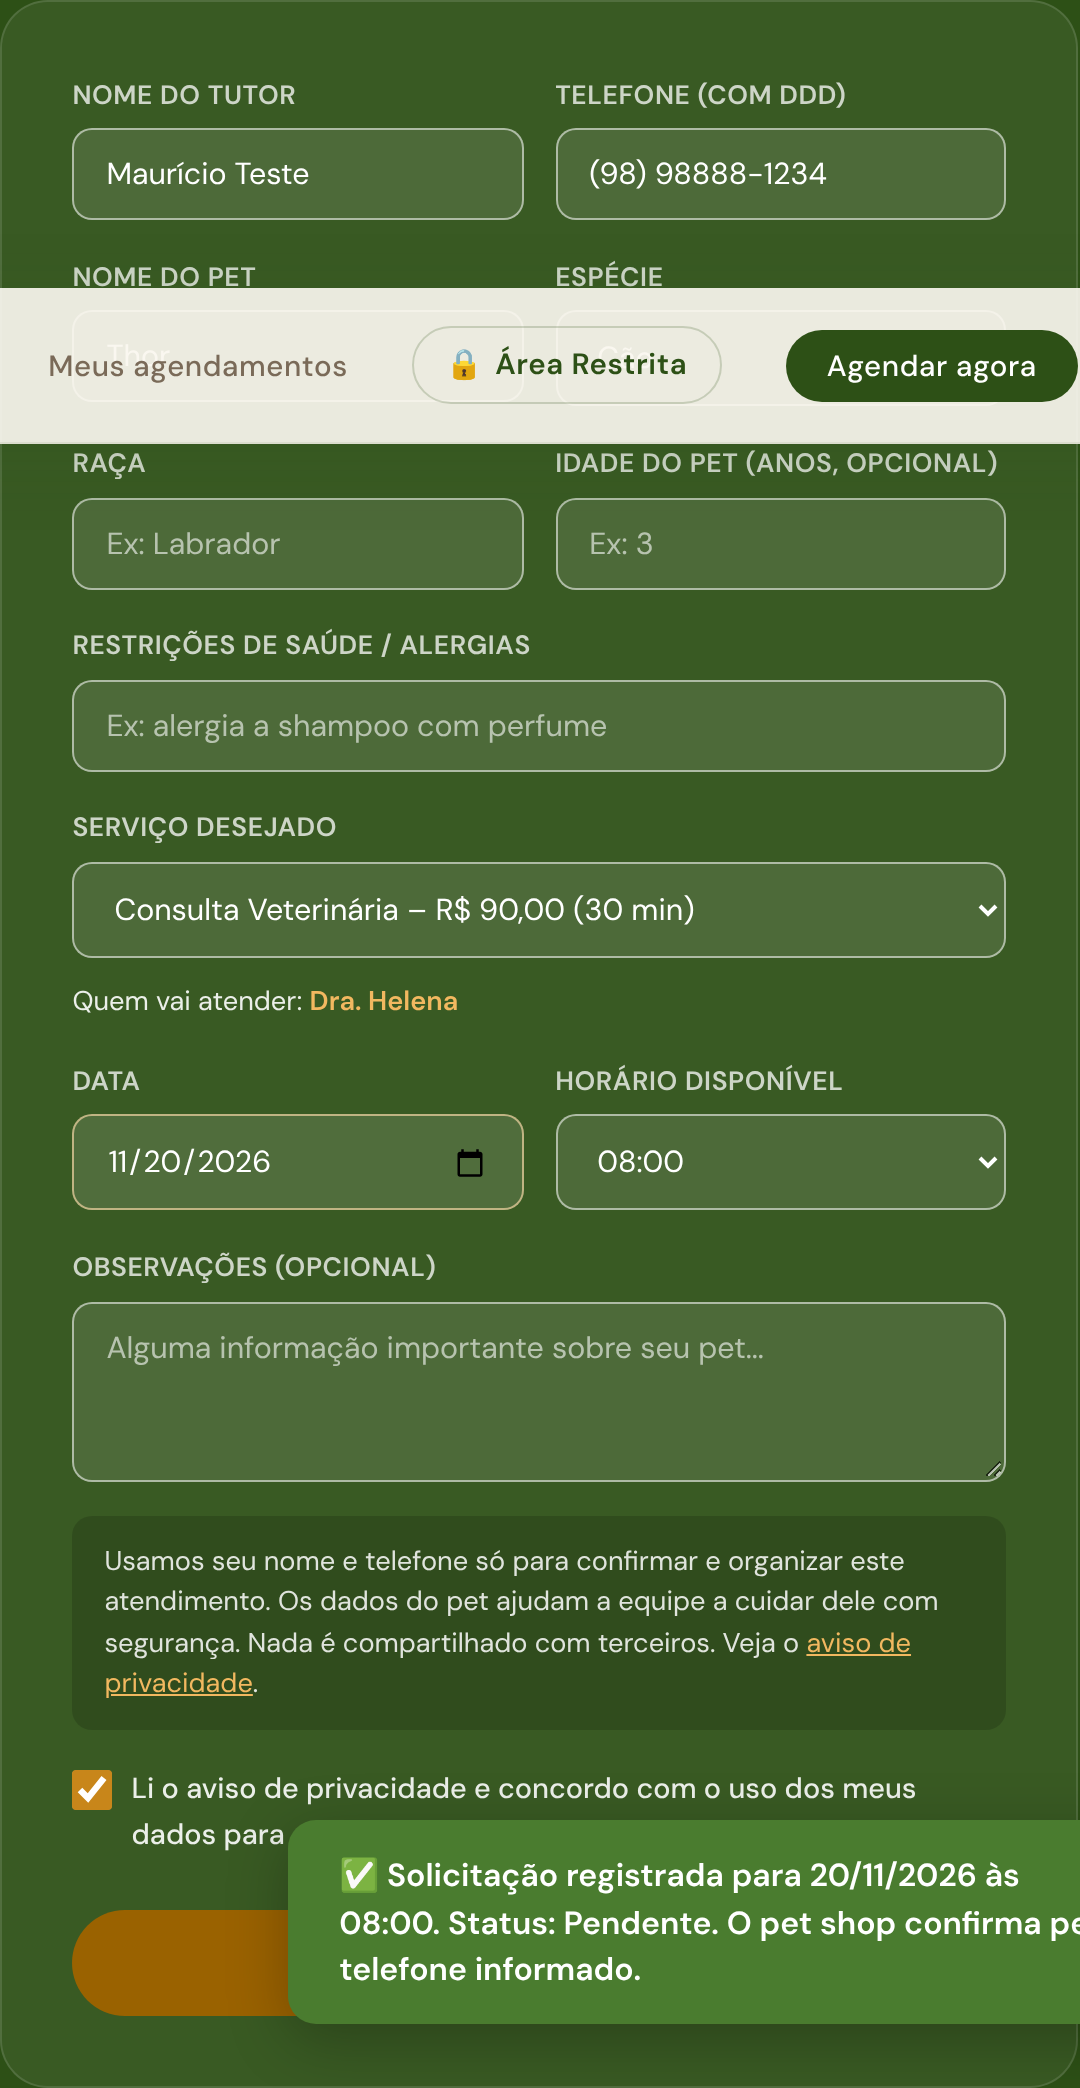 NOME DO TUTOR
TELEFONE (COM DDD)
Maurício Teste
(98) 98888-1234
NOME DO PET
ESPÉCIE
Thor
Cão
Meus agendamentos
🔒 Área Restrita
Agendar agora
RAÇA
IDADE DO PET (ANOS, OPCIONAL)
Ex: Labrador
Ex: 3
RESTRIÇÕES DE SAÚDE / ALERGIAS
Ex: alergia a shampoo com perfume
SERVIÇO DESEJADO
Consulta Veterinária – R$ 90,00 (30 min)
Quem vai atender: Dra. Helena
DATA
HORÁRIO DISPONÍVEL
11/20/2026
08:00
OBSERVAÇÕES (OPCIONAL)
Alguma informação importante sobre seu pet...
Usamos seu nome e telefone só para confirmar e organizar este
atendimento. Os dados do pet ajudam a equipe a cuidar dele com
segurança. Nada é compartilhado com terceiros. Veja o aviso de
privacidade.
Li o aviso de privacidade e concordo com o uso dos meus
dados para
✅ Solicitação registrada para 20/11/2026 às
08:00. Status: Pendente. O pet shop confirma pe
telefone informado.